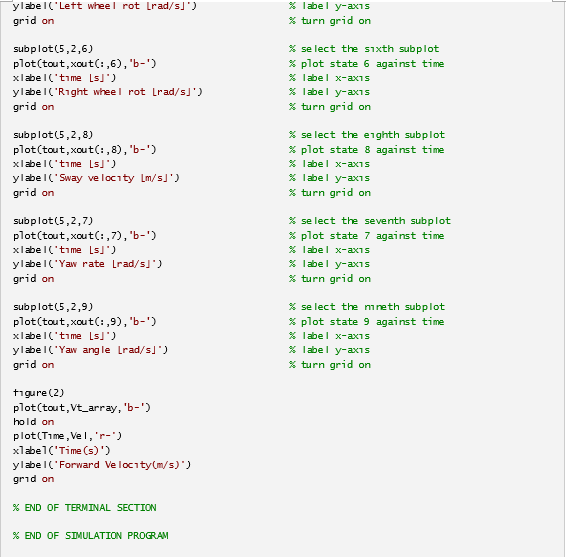 ylabel('Left wheel rot [rad/s]') % label y-axis
grid on % turn grid on
subplot(5,2,6) % select the sixth subplot
plot(tout,xout(:,6),'b-') % plot state 6 against time
xlabel('time [s]') % label x-axis
ylabel('Right wheel rot [rad/s]') % label y-axis
grid on % turn grid on
subplot(5,2,8) % select the eighth subplot
plot(tout,xout(:,8),'b-') % plot state 8 against time
xlabel('time [s]') % label x-axis
ylabel('Sway velocity [m/s]') % label y-axis
grid on % turn grid on
subplot(5,2,7) % select the seventh subplot
plot(tout,xout(:,7),'b-') % plot state 7 against time
xlabel('time [s]') % label x-axis
ylabel('Yaw rate [rad/s]') % label y-axis
grid on % turn grid on
subplot(5,2,9) % select the nineth subplot
plot(tout,xout(:,9),'b-') % plot state 9 against time
xlabel('time [s]') % label x-axis
ylabel('Yaw angle [rad/s]') % label y-axis
grid on % turn grid on
figure(2)
plot(tout,Vt_array,'b-')
hold on
plot(Time,Vel,'r-')
xlabel('Time(s)')
ylabel('Forward Velocity(m/s)')
grid on
% END OF TERMINAL SECTION
% END OF SIMULATION PROGRAM